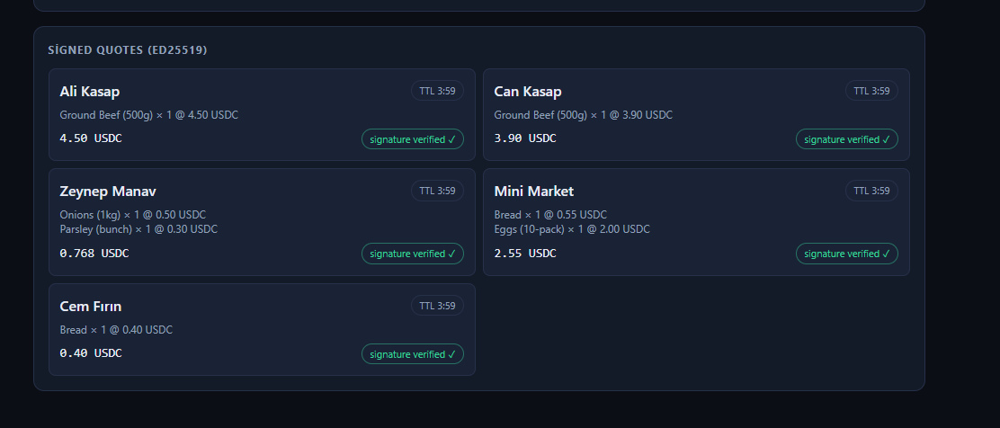 SİGNED QUOTES (ED25519)
Ali Kasap
TTL 3:59
Ground Beef (500g) × 1 @ 4.50 USDC
4.50 USDC
signature verified ✓
Can Kasap
TTL 3:59
Ground Beef (500g) × 1 @ 3.90 USDC
3.90 USDC
signature verified ✓
Zeynep Manav
TTL 3:59
Onions (1kg) × 1 @ 0.50 USDC
Parsley (bunch) × 1 @ 0.30 USDC
0.768 USDC
signature verified ✓
Mini Market
TTL 3:59
Bread × 1 @ 0.55 USDC
Eggs (10-pack) × 1 @ 2.00 USDC
2.55 USDC
signature verified ✓
Cem Fırın
TTL 3:59
Bread × 1 @ 0.40 USDC
0.40 USDC
signature verified ✓